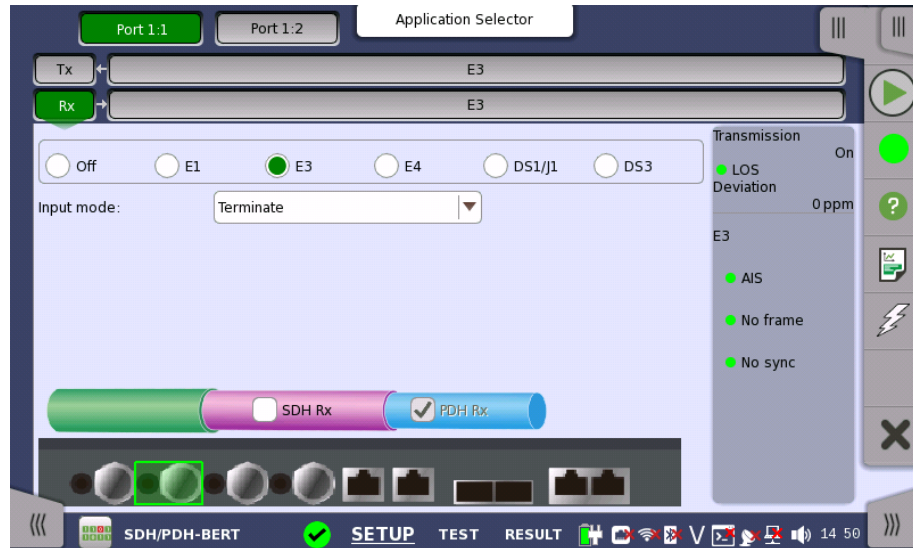 Application Selector
Port 1:1
Port 1:2
Tx
E3
Rx
E3
Off
E1
E3
E4
DS1/J1
DS3
Input mode:
Terminate
Transmission
On
LOS
Deviation
0 ppm
E3
AIS
No frame
No sync
SDH Rx
PDH Rx
SDH/PDH-BERT
SETUP
TEST
RESULT
V
14 50